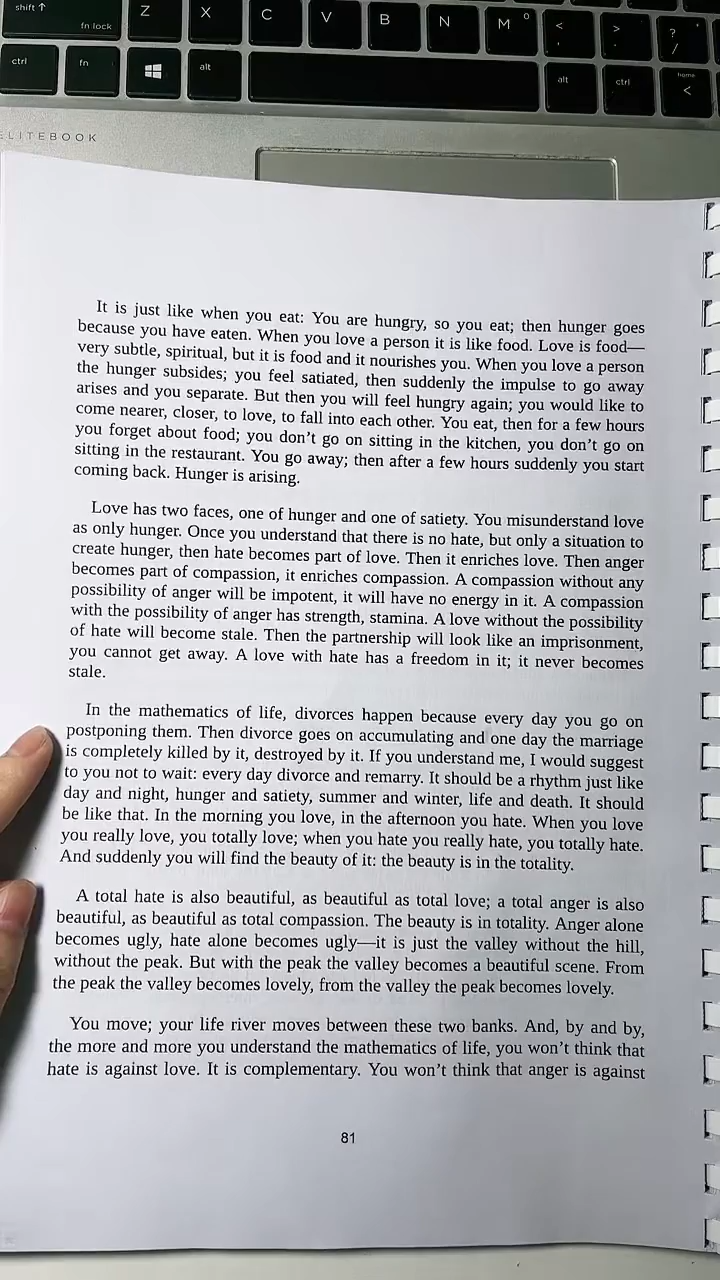 shift ↑
fn lock
Z
X
C
V
B
N
M
O
<
,
>
.
?
/
ctrl
fn
alt
alt
ctrl
home
<
ELITEBOOK
It is just like when you eat: You are hungry, so you eat; then hunger goes
because you have eaten. When you love a person it is like food. Love is food—
very subtle, spiritual, but it is food and it nourishes you. When you love a person
the hunger subsides; you feel satiated, then suddenly the impulse to go away
arises and you separate. But then you will feel hungry again; you would like to
come nearer, closer, to love, to fall into each other. You eat, then for a few hours
you forget about food; you don’t go on sitting in the kitchen, you don’t go on
sitting in the restaurant. You go away; then after a few hours suddenly you start
coming back. Hunger is arising.
Love has two faces, one of hunger and one of satiety. You misunderstand love
as only hunger. Once you understand that there is no hate, but only a situation to
create hunger, then hate becomes part of love. Then it enriches love. Then anger
becomes part of compassion, it enriches compassion. A compassion without any
possibility of anger will be impotent, it will have no energy in it. A compassion
with the possibility of anger has strength, stamina. A love without the possibility
of hate will become stale. Then the partnership will look like an imprisonment,
you cannot get away. A love with hate has a freedom in it; it never becomes
stale.
In the mathematics of life, divorces happen because every day you go on
postponing them. Then divorce goes on accumulating and one day the marriage
is completely killed by it, destroyed by it. If you understand me, I would suggest
to you not to wait: every day divorce and remarry. It should be a rhythm just like
day and night, hunger and satiety, summer and winter, life and death. It should
be like that. In the morning you love, in the afternoon you hate. When you love
you really love, you totally love; when you hate you really hate, you totally hate.
And suddenly you will find the beauty of it: the beauty is in the totality.
A total hate is also beautiful, as beautiful as total love; a total anger is also
beautiful, as beautiful as total compassion. The beauty is in totality. Anger alone
becomes ugly, hate alone becomes ugly—it is just the valley without the hill,
without the peak. But with the peak the valley becomes a beautiful scene. From
the peak the valley becomes lovely, from the valley the peak becomes lovely.
You move; your life river moves between these two banks. And, by and by,
the more and more you understand the mathematics of life, you won’t think that
hate is against love. It is complementary. You won’t think that anger is against
81